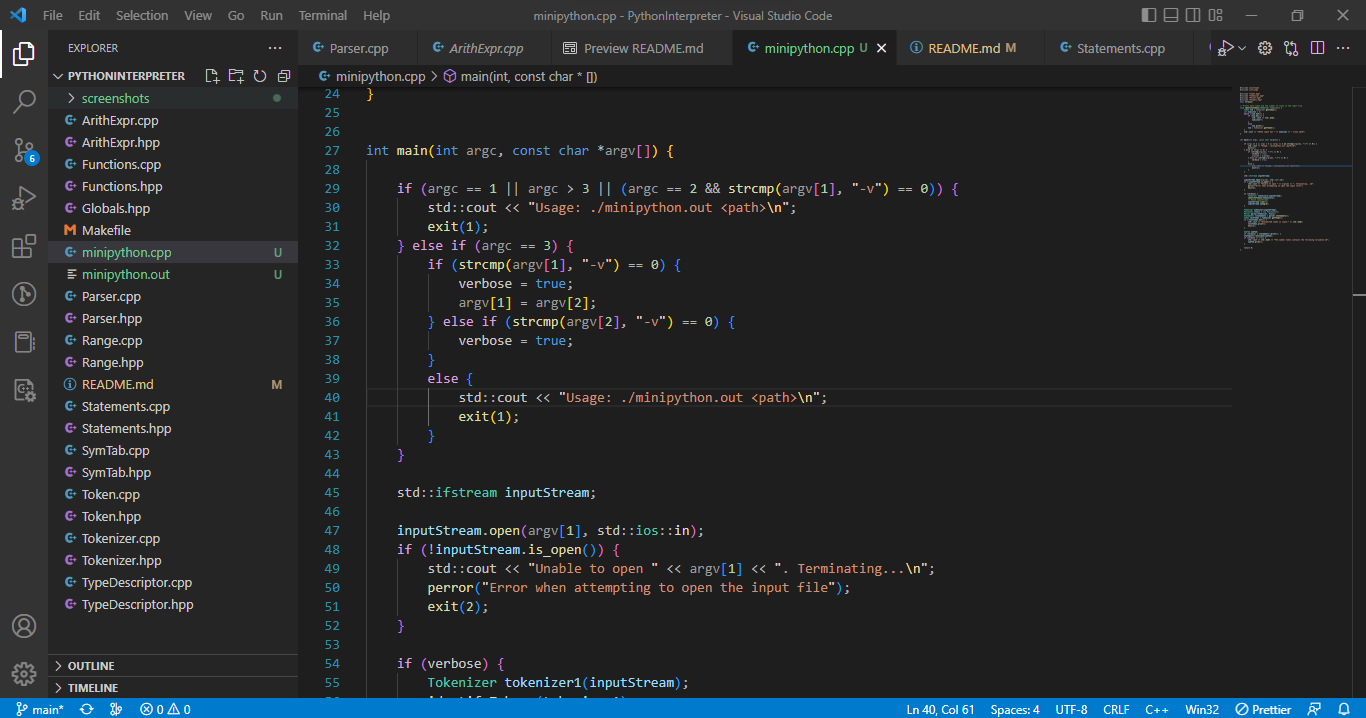 File Edit Selection View Go Run Terminal Help minipython.cpp - PythonInterpreter - Visual Studio Code
EXPLORER
PYTHONINTERPRETER
screenshots
ArithExpr.cpp
ArithExpr.hpp
Functions.cpp
Functions.hpp
Globals.hpp
Makefile
minipython.cpp U
minipython.out U
Parser.cpp
Parser.hpp
Range.cpp
Range.hpp
README.md M
Statements.cpp
Statements.hpp
SymTab.cpp
SymTab.hpp
Token.cpp
Token.hpp
Tokenizer.cpp
Tokenizer.hpp
TypeDescriptor.cpp
TypeDescriptor.hpp
OUTLINE
TIMELINE
6
Parser.cpp ArithExpr.cpp Preview README.md minipython.cpp U README.md M Statements.cpp
minipython.cpp > main(int, const char * [])
24 }
25
26
27 int main(int argc, const char *argv[]) {
28
29 if (argc == 1 || argc > 3 || (argc == 2 && strcmp(argv[1], "-v") == 0)) {
30 std::cout << "Usage: ./minipython.out <path>\n";
31 exit(1);
32 } else if (argc == 3) {
33 if (strcmp(argv[1], "-v") == 0) {
34 verbose = true;
35 argv[1] = argv[2];
36 } else if (strcmp(argv[2], "-v") == 0) {
37 verbose = true;
38 }
39 else {
40 std::cout << "Usage: ./minipython.out <path>\n";
41 exit(1);
42 }
43 }
44
45 std::ifstream inputStream;
46
47 inputStream.open(argv[1], std::ios::in);
48 if (!inputStream.is_open()) {
49 std::cout << "Unable to open " << argv[1] << ". Terminating...\n";
50 perror("Error when attempting to open the input file");
51 exit(2);
52 }
53
54 if (verbose) {
55 Tokenizer tokenizer1(inputStream);
main* 0 0 Ln 40, Col 61 Spaces: 4 UTF-8 CRLF C++ Win32 Prettier